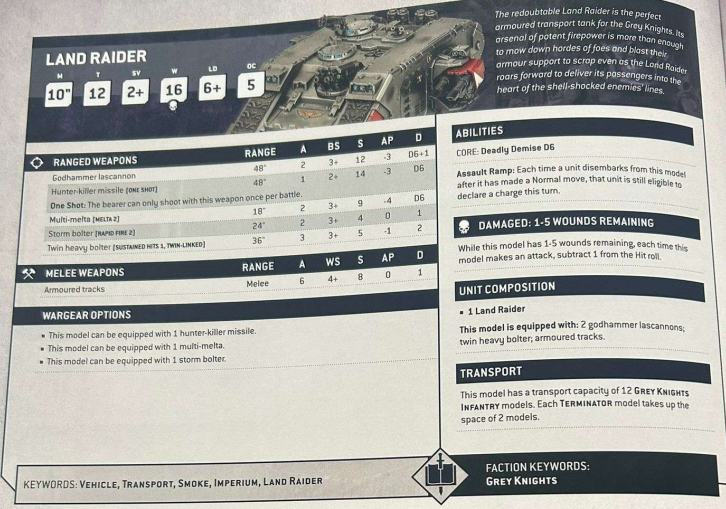 LAND RAIDER
M T SV W LD OC
10" 12 2+ 16 6+ 5
The redoubtable Land Raider is the perfect
armoured transport tank for the Grey Knights. Its
arsenal of potent firepower is more than enough
to mow down hordes of foes and blast their
armour support to scrap even as the Land Raider
roars forward to deliver its passengers into the
heart of the shell-shocked enemies' lines.
RANGED WEAPONS RANGE A BS S AP D
Godhammer lascannon 48" 2 3+ 12 -3 D6+1
Hunter-killer missile [ONE SHOT] 48" 1 2+ 14 -3 D6
One Shot: The bearer can only shoot with this weapon once per battle.
Multi-melta [MELTA 2] 18" 2 3+ 9 -4 D6
Storm bolter [RAPID FIRE 2] 24" 2 3+ 4 0 1
Twin heavy bolter [SUSTAINED HITS 1, TWIN-LINKED] 36" 3 3+ 5 -1 2
MELEE WEAPONS RANGE A WS S AP D
Armoured tracks Melee 6 4+ 8 0 1
WARGEAR OPTIONS
▪ This model can be equipped with 1 hunter-killer missile.
▪ This model can be equipped with 1 multi-melta.
▪ This model can be equipped with 1 storm bolter.
ABILITIES
CORE: Deadly Demise D6
Assault Ramp: Each time a unit disembarks from this model
after it has made a Normal move, that unit is still eligible to
declare a charge this turn.
DAMAGED: 1-5 WOUNDS REMAINING
While this model has 1-5 wounds remaining, each time this
model makes an attack, subtract 1 from the Hit roll.
UNIT COMPOSITION
▪ 1 Land Raider
This model is equipped with: 2 godhammer lascannons;
twin heavy bolter; armoured tracks.
TRANSPORT
This model has a transport capacity of 12 GREY KNIGHTS
INFANTRY models. Each TERMINATOR model takes up the
space of 2 models.
KEYWORDS: VEHICLE, TRANSPORT, SMOKE, IMPERIUM, LAND RAIDER
FACTION KEYWORDS:
GREY KNIGHTS